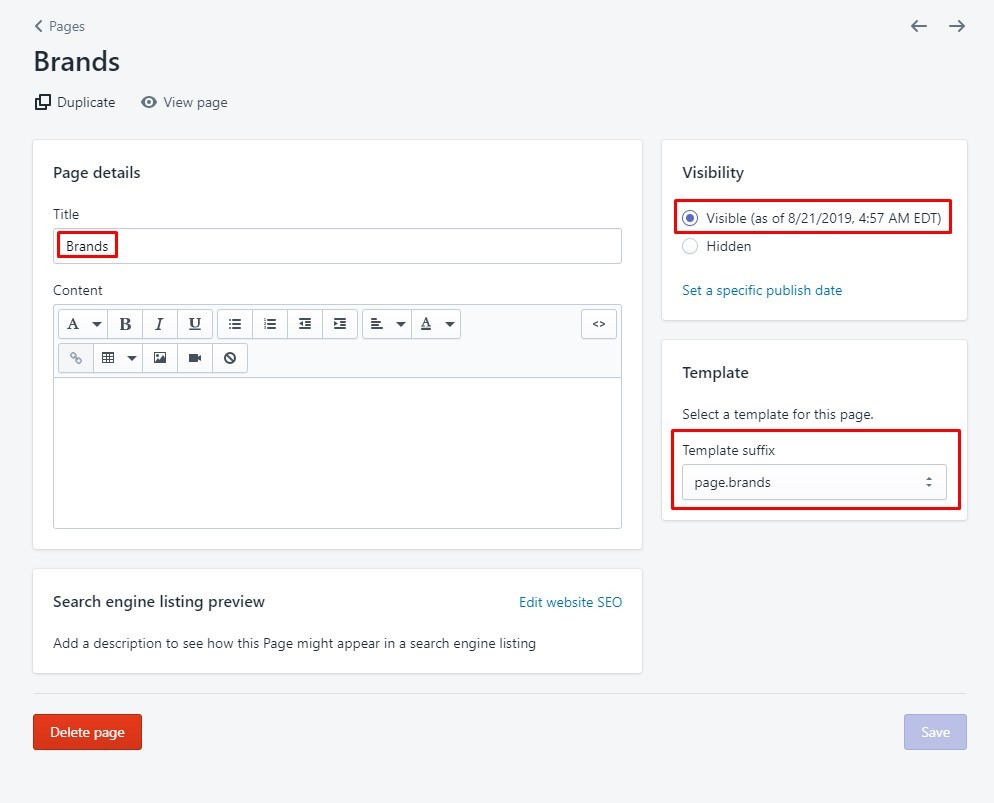 Pages
Brands
Duplicate View page
Page details
Title
Brands
Content
A B I U A <>
Search engine listing preview
Edit website SEO
Add a description to see how this Page might appear in a search engine listing
Visibility
Visible (as of 8/21/2019, 4:57 AM EDT)
Hidden
Set a specific publish date
Template
Select a template for this page.
Template suffix
page.brands
Delete page
Save